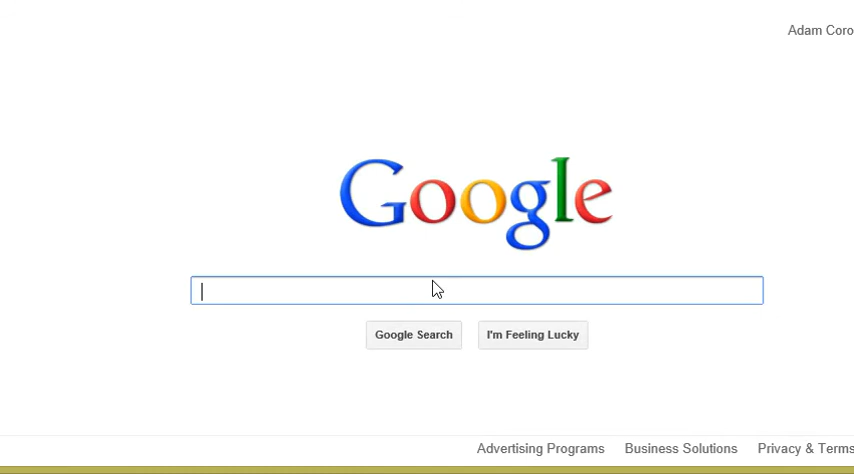 Adam Coro
Google
Google Search
I'm Feeling Lucky
Advertising Programs
Business Solutions
Privacy & Terms